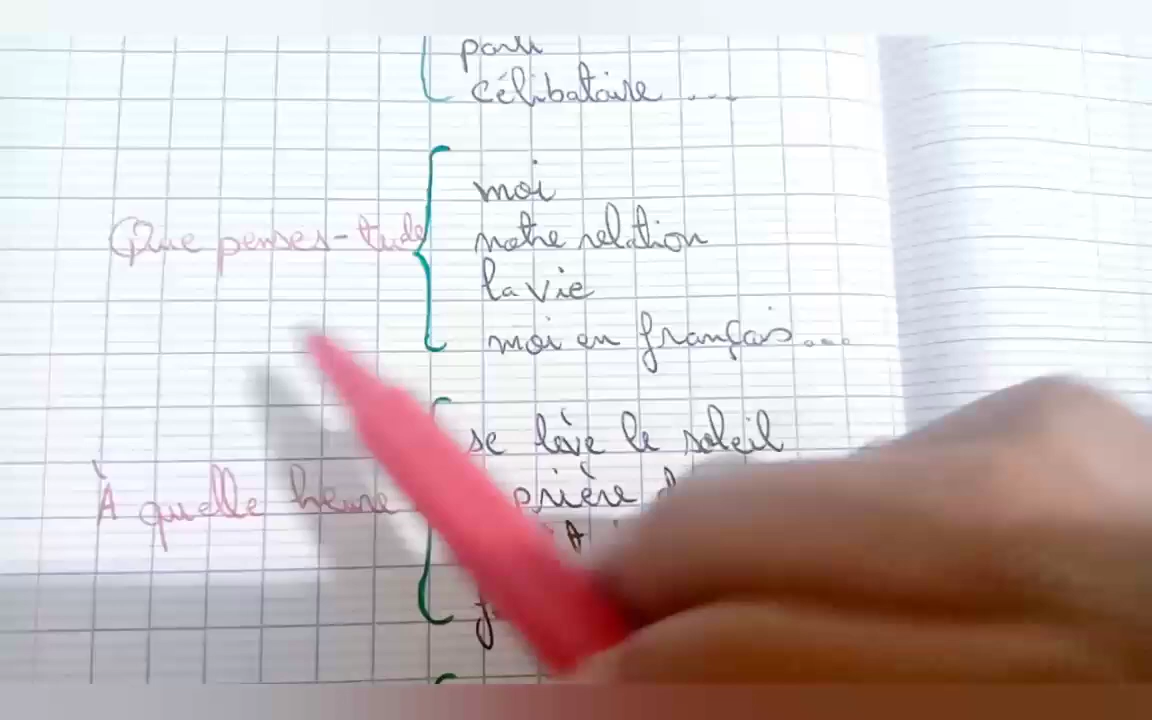 parti
célibataire ...
moi
Que penses-tu de
notre relation
la vie
moi en français...
se lève le soleil
À quelle heure
prière